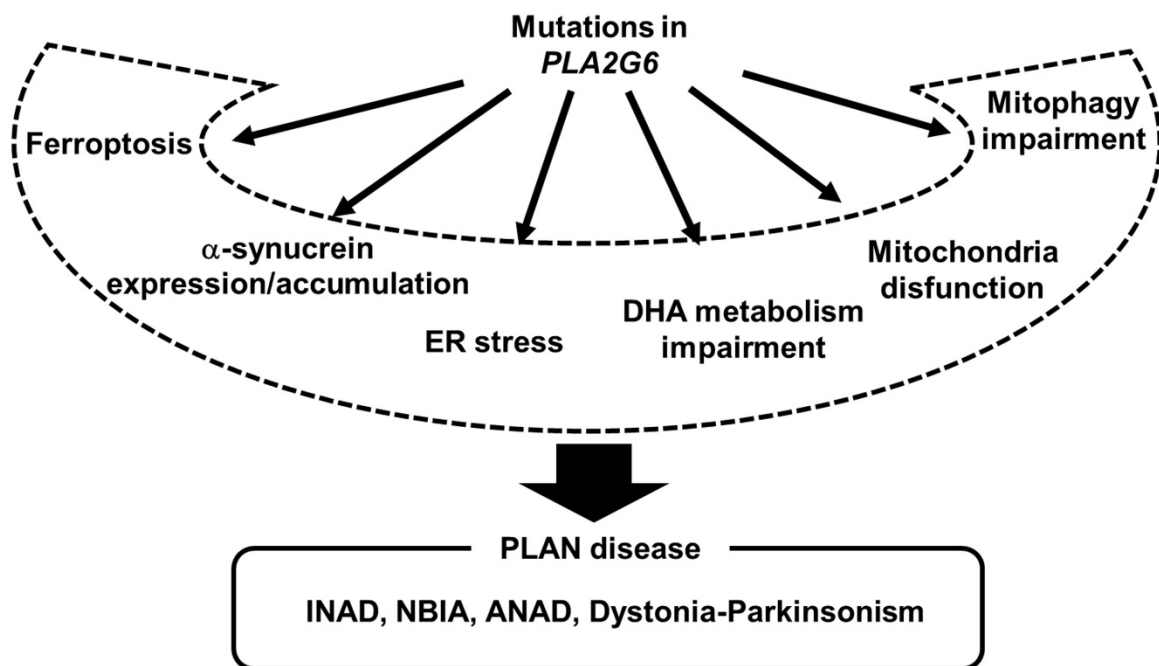 Mutations in
PLA2G6
Ferroptosis
Mitophagy
impairment
α-synucrein
expression/accumulation
ER stress
DHA metabolism
impairment
Mitochondria
disfunction
PLAN disease
INAD, NBIA, ANAD, Dystonia-Parkinsonism